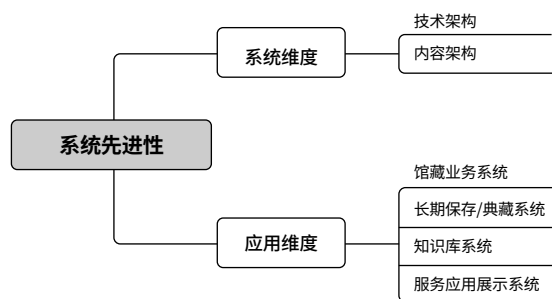 技术架构
系统维度
内容架构
系统先进性
馆藏业务系统
长期保存/典藏系统
应用维度
知识库系统
服务应用展示系统